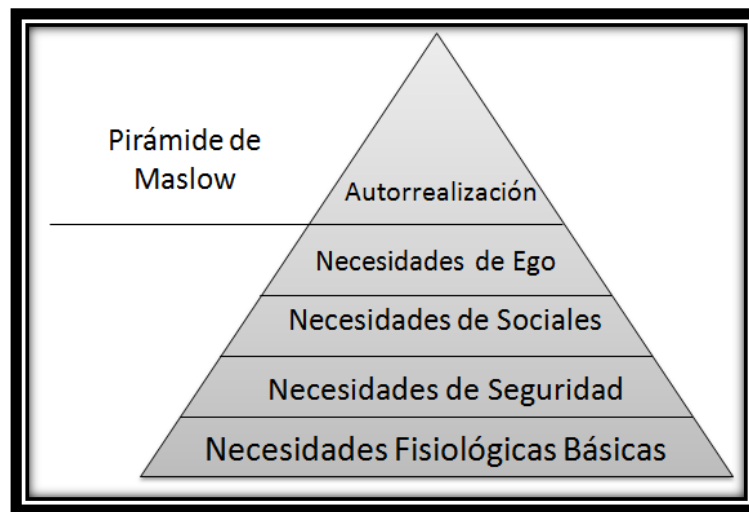 Pirámide de
Maslow
Autorrealización
Necesidades de Ego
Necesidades de Sociales
Necesidades de Seguridad
Necesidades Fisiológicas Básicas